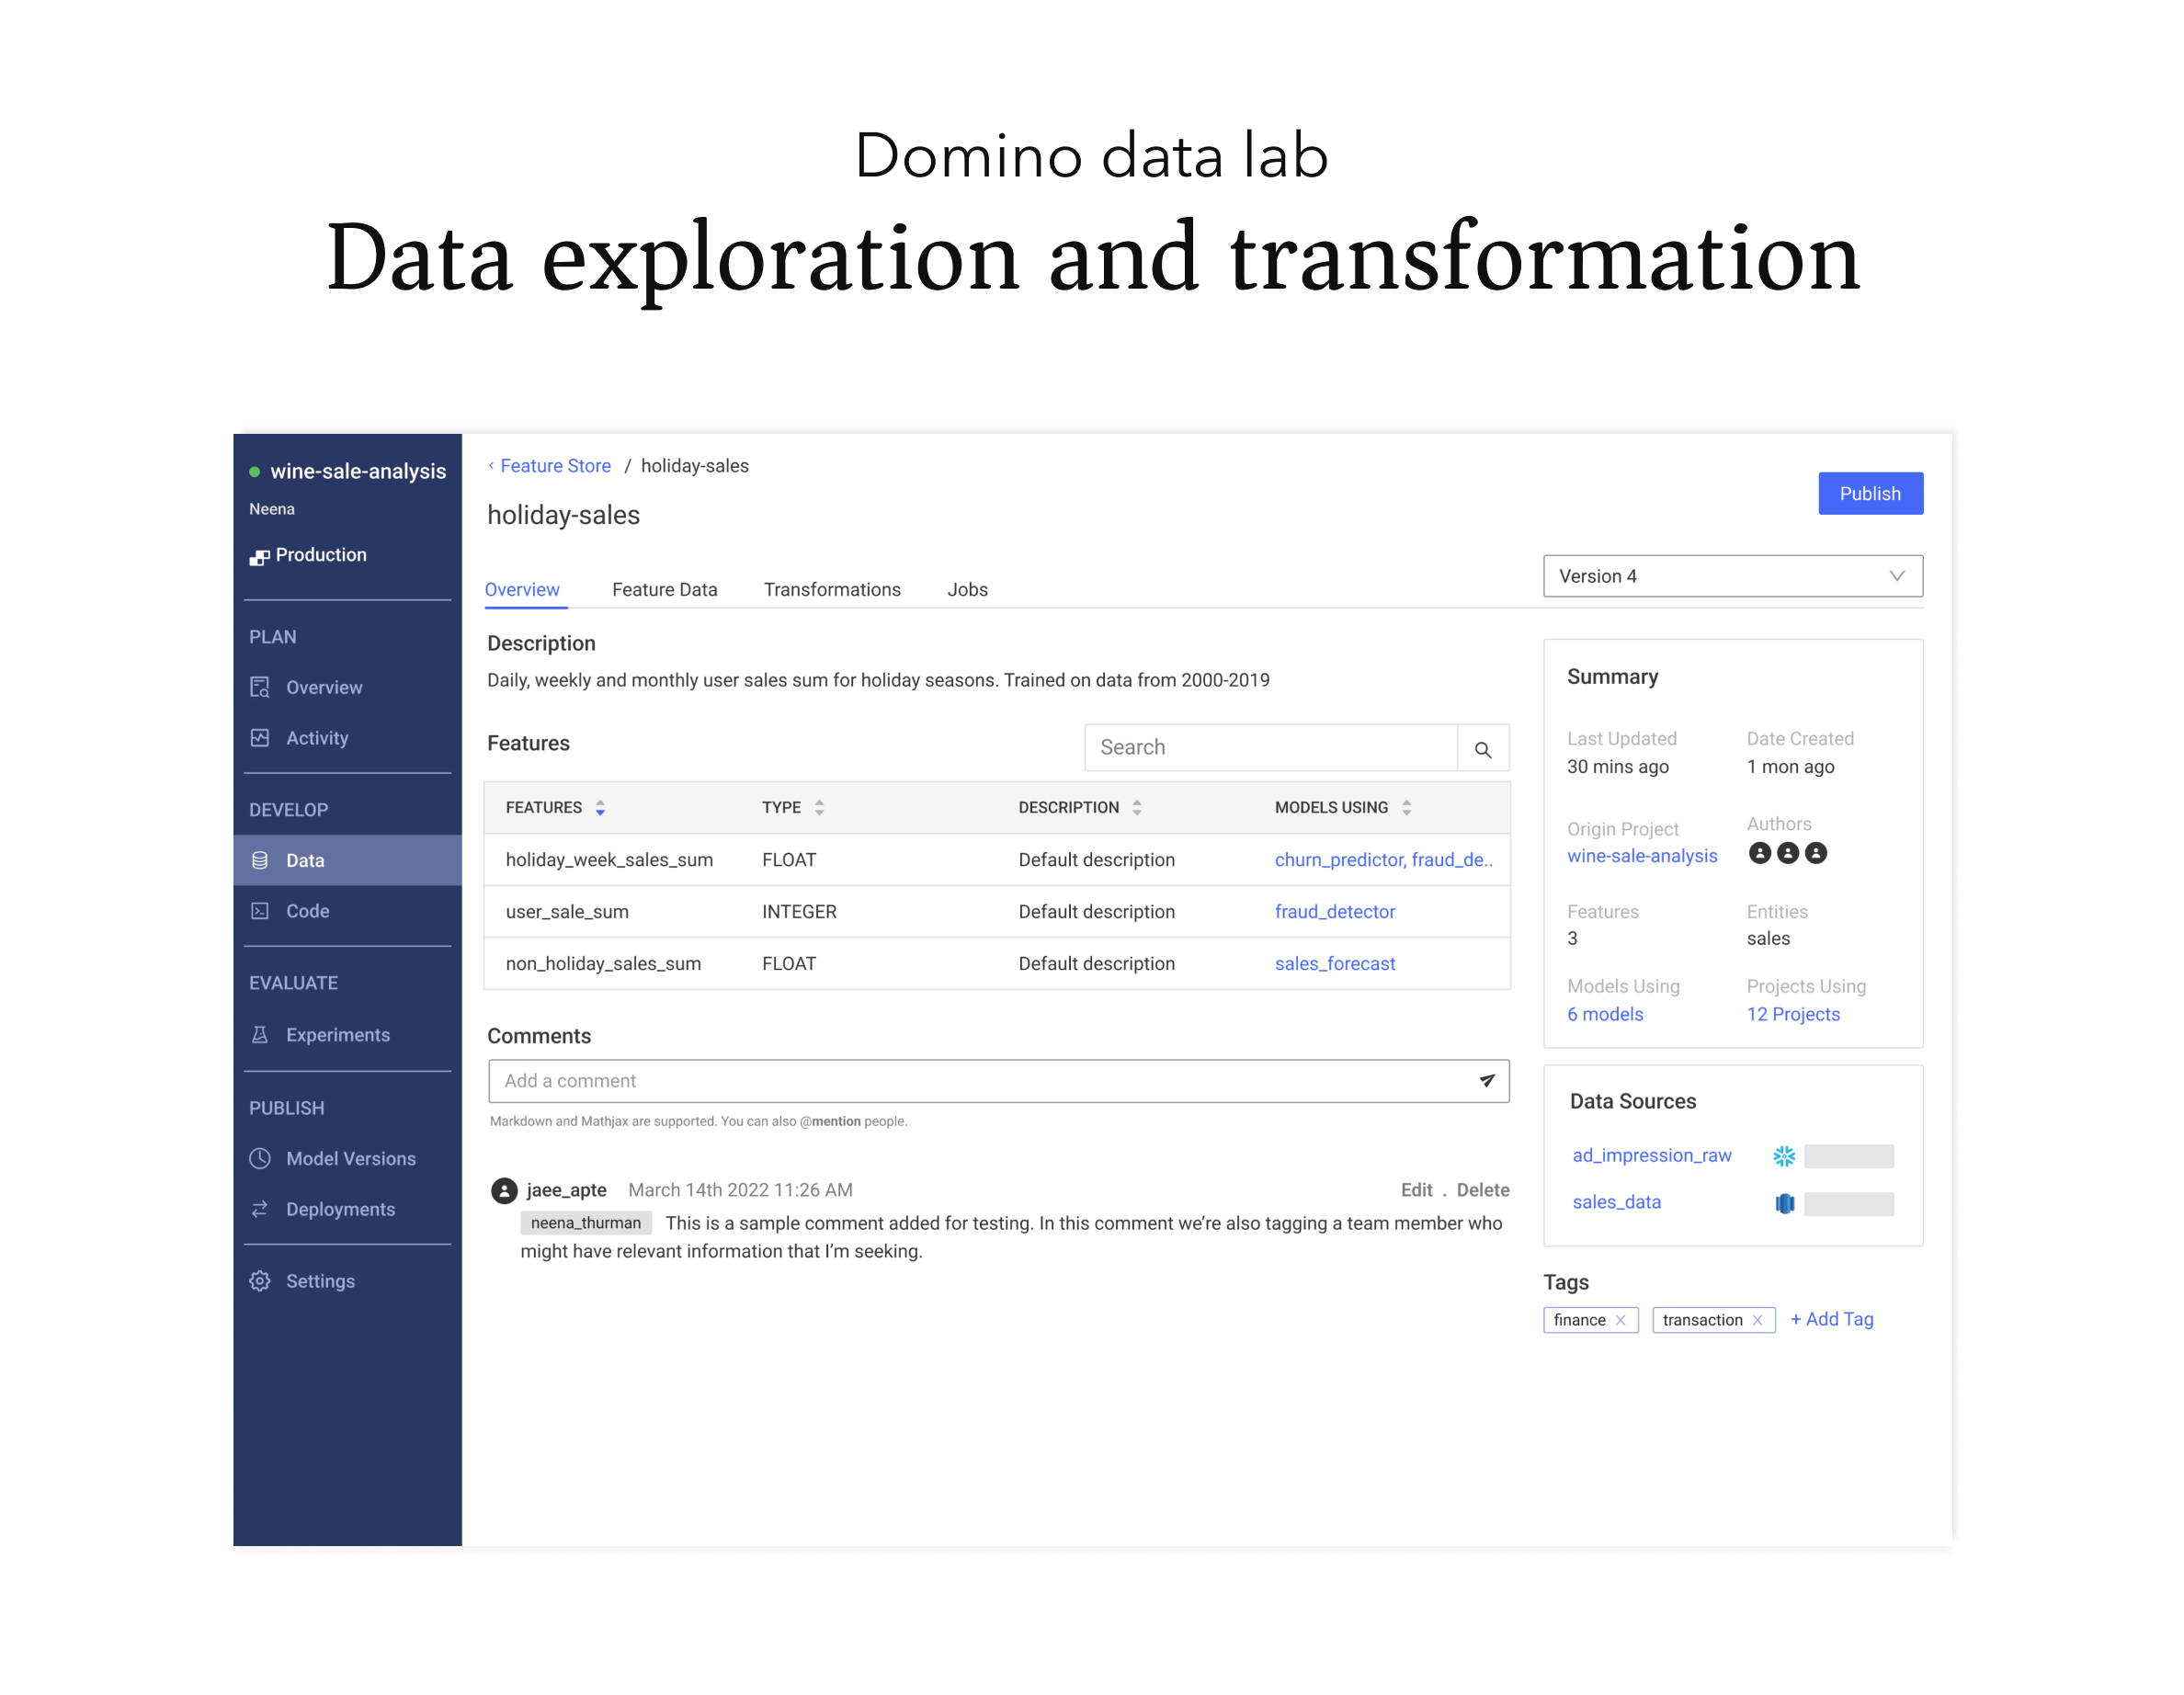 Domino data lab
Data exploration and transformation
wine-sale-analysis
Neena
Production
PLAN
Overview
Activity
DEVELOP
Data
Code
EVALUATE
Experiments
PUBLISH
Model Versions
Deployments
Settings
‹ Feature Store / holiday-sales
holiday-sales
Publish
Overview Feature Data Transformations Jobs
Version 4
Description
Daily, weekly and monthly user sales sum for holiday seasons. Trained on data from 2000-2019
Features
Search
FEATURES TYPE DESCRIPTION MODELS USING
holiday_week_sales_sum FLOAT Default description churn_predictor, fraud_de..
user_sale_sum INTEGER Default description fraud_detector
non_holiday_sales_sum FLOAT Default description sales_forecast
Comments
Add a comment
Markdown and Mathjax are supported. You can also @mention people.
jaee_apte March 14th 2022 11:26 AM Edit . Delete
neena_thurman This is a sample comment added for testing. In this comment we’re also tagging a team member who
might have relevant information that I’m seeking.
Summary
Last Updated Date Created
30 mins ago 1 mon ago
Origin Project Authors
wine-sale-analysis
Features Entities
3 sales
Models Using Projects Using
6 models 12 Projects
Data Sources
ad_impression_raw
sales_data
Tags
finance X transaction X + Add Tag